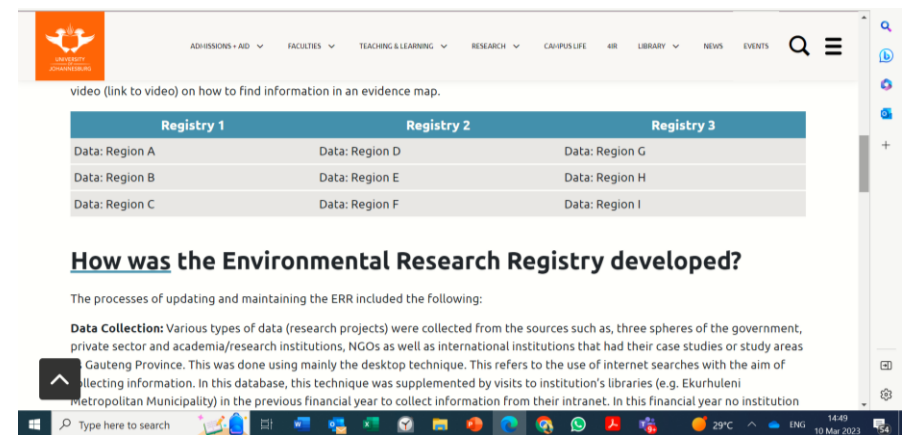 UNIVERSITY
OF
JOHANNESBURG
ADMISSIONS + AID FACULTIES TEACHING & LEARNING RESEARCH CAMPUS LIFE 4IR LIBRARY NEWS EVENTS
video (link to video) on how to find information in an evidence map.
Registry 1 Registry 2 Registry 3
Data: Region A Data: Region D Data: Region G
Data: Region B Data: Region E Data: Region H
Data: Region C Data: Region F Data: Region I
How was the Environmental Research Registry developed?
The processes of updating and maintaining the ERR included the following:
Data Collection: Various types of data (research projects) were collected from the sources such as, three spheres of the government,
private sector and academia/research institutions, NGOs as well as international institutions that had their case studies or study areas
Gauteng Province. This was done using mainly the desktop technique. This refers to the use of internet searches with the aim of
ollecting information. In this database, this technique was supplemented by visits to institution's libraries (e.g. Ekurhuleni
Metropolitan Municipality) in the previous financial year to collect information from their intranet. In this financial year no institution
Type here to search 29°C ENG 14:49
10 Mar 2023 54